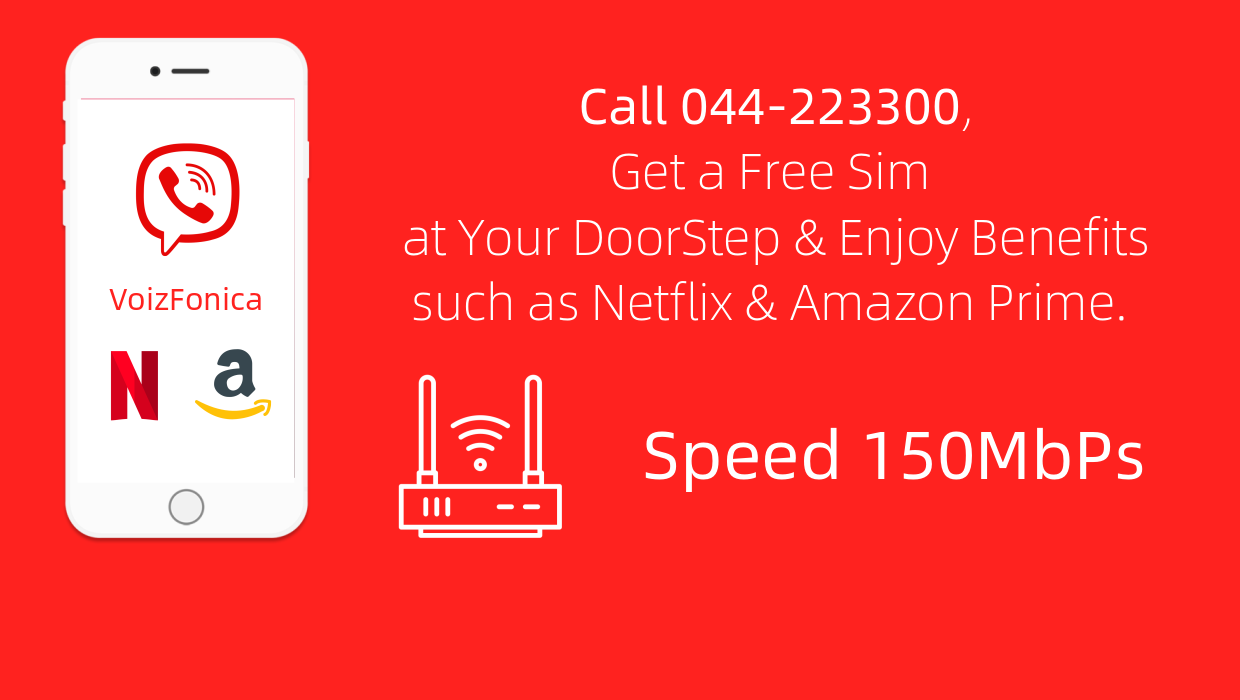 VoizFonica
Call 044-223300,
Get a Free Sim
at Your DoorStep & Enjoy Benefits
such as Netflix & Amazon Prime.
Speed 150MbPs